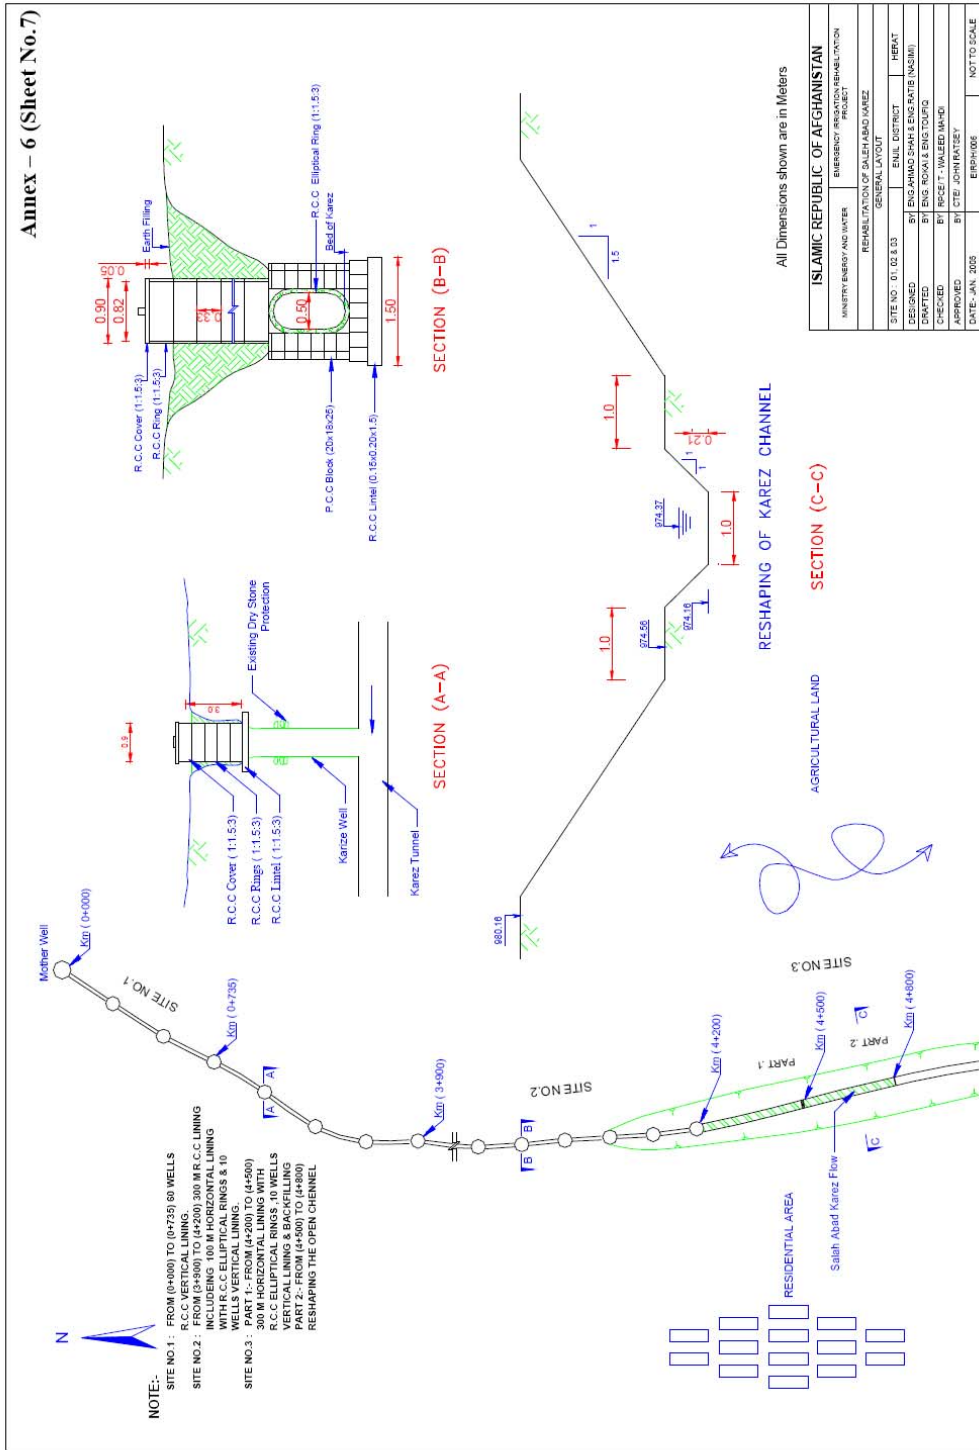 Annex – 6 (Sheet No.7)
N
NOTE:-
SITE NO.1 : FROM (0+000) TO (0+735) 60 WELLS
R.C.C VERTICAL LINING.
SITE NO.2 : FROM (3+900) TO (4+200) 300 M R.C.C LINING
INCLUDEING 100 M HORIZONTAL LINING
WITH R.C.C ELLIPTICAL RINGS & 10
WELLS VERTICAL LINING.
SITE NO.3 : PART 1:- FROM (4+200) TO (4+500)
300 M HORIZONTAL LINING WITH
R.C.C ELLIPTICAL RINGS ,10 WELLS
VERTICAL LINING & BACKFILLING
PART 2:- FROM (4+500) TO (4+800)
RESHAPING THE OPEN CHENNEL
Mother Well
Km ( 0+000)
SITE NO.1
Km ( 0+735)
A
A
Km ( 3+900)
B
B
SITE NO.2
Km ( 4+200)
PART .1
Km ( 4+500)
PART .2
SITE NO.3
C
C
Km ( 4+800)
Salah Abad Karez Flow
RESIDENTIAL AREA
AGRICULTURAL LAND
0.9
3.0
Existing Dry Stone
Protection
R.C.C Cover ( 1:1.5:3 )
R.C.C Rings ( 1:1.5:3 )
R.C.C Lintel ( 1:1.5:3 )
Karize Well
Karez Tunnel
SECTION (A-A)
0.90
0.82
0.05
Earth Filling
R.C.C Cover (1:1.5:3)
R.C.C Ring (1:1.5:3)
0.33
0.50
R.C.C Elliptical Ring (1:1.5:3)
Bed of Karez
P.C.C Block (20x18x25)
R.C.C Lintel (0.15x0.20x1.5)
1.50
SECTION (B-B)
980.16
1.0
974.56
974.16
974.37
1.0
1
1
0.21
1.0
1
1.5
RESHAPING OF KAREZ CHANNEL
SECTION (C-C)
All Dimensions shown are in Meters
ISLAMIC REPUBLIC OF AFGHANISTAN
MINISTRY ENERGY AND WATER
EMERGENCY IRRIGATION REHABILITATION
PROJECT
REHABILITATION OF SALEH ABAD KAREZ
GENERAL LAYOUT
SITE NO : 01, 02 & 03 ENJIL DISTRICT HERAT
DESIGNED BY ENG.AHMAD SHAH & ENG.RATIB (NASIMI)
DRAFTED BY ENG. ROKAI & ENG.TOUFIQ
CHECKED BY RPCE/ T - WALEED MAHDI
APPROVED BY CTE/ JOHN RATSEY
DATE:- JAN. 2005 EIRP/H/006 NOT TO SCALE